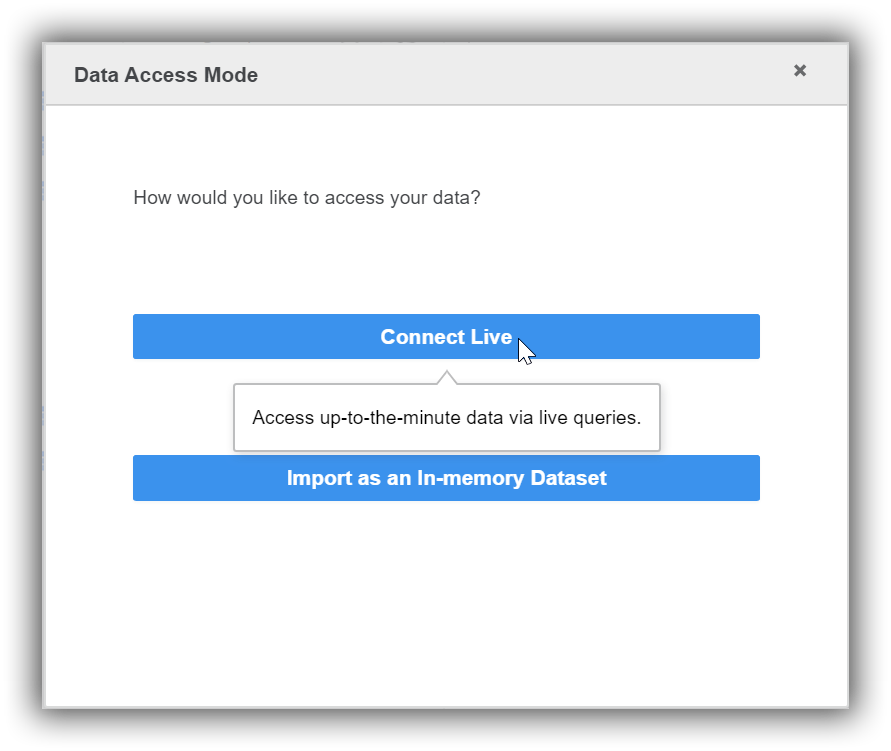 Data Access Mode
How would you like to access your data?
Connect Live
Access up-to-the-minute data via live queries.
Import as an In-memory Dataset